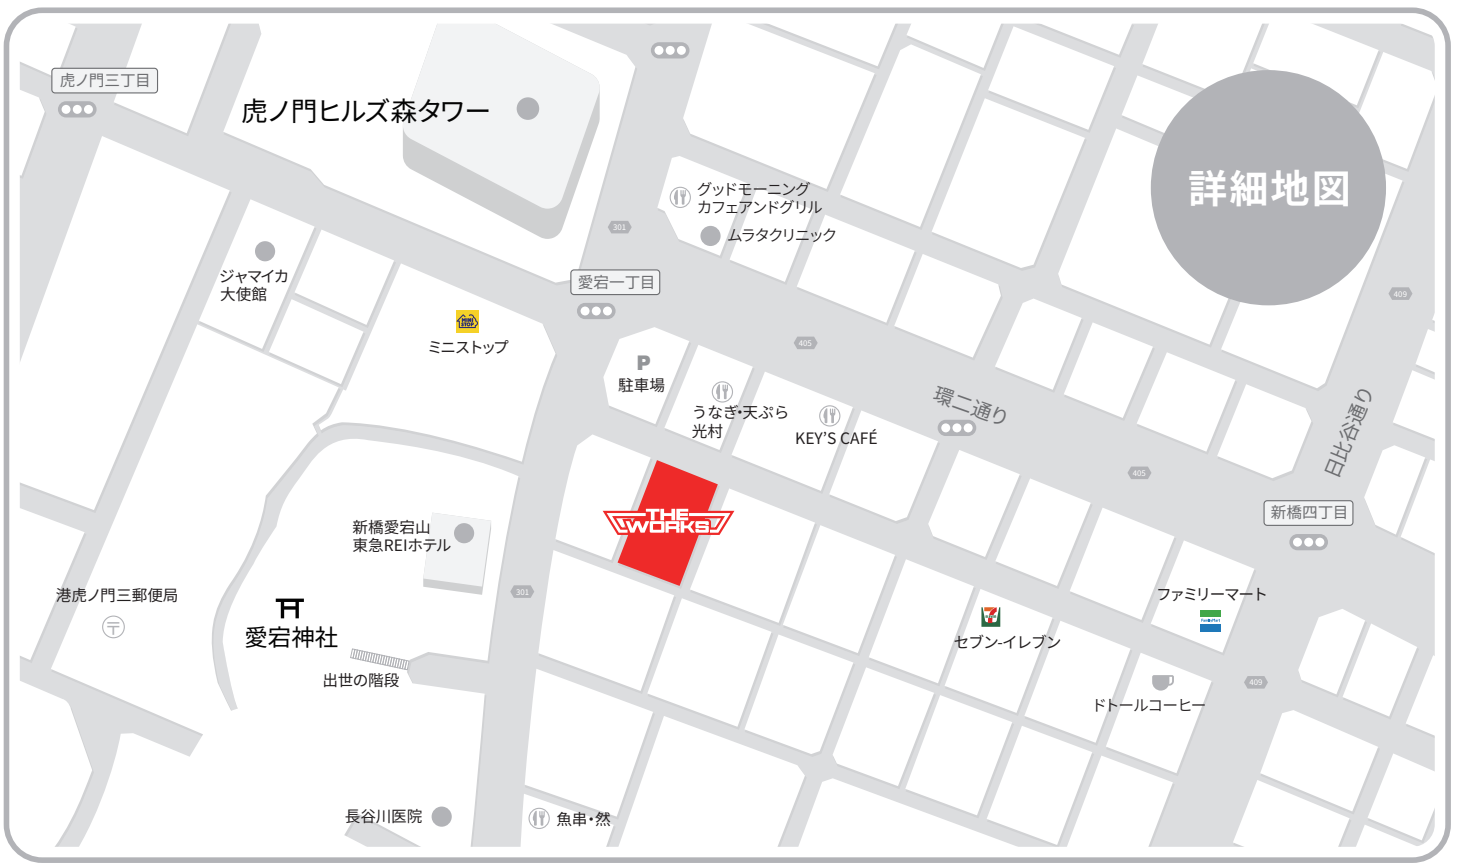 虎ノ門三丁目
虎ノ門ヒルズ森タワー
詳細地図
グッドモーニング
カフェアンドグリル
ムラタクリニック
301
ジャマイカ
大使館
愛宕一丁目
409
MINI
STOP
ミニストップ
405
P
駐車場
うなぎ・天ぷら
光村
KEY'S CAFÉ
環二通り
日比谷通り
405
新橋四丁目
THE
WORKS
新橋愛宕山
東急REIホテル
301
港虎ノ門三郵便局
〒
愛宕神社
出世の階段
7
セブン-イレブン
ファミリーマート
FamilyMart
409
ドトールコーヒー
長谷川医院
魚串・然